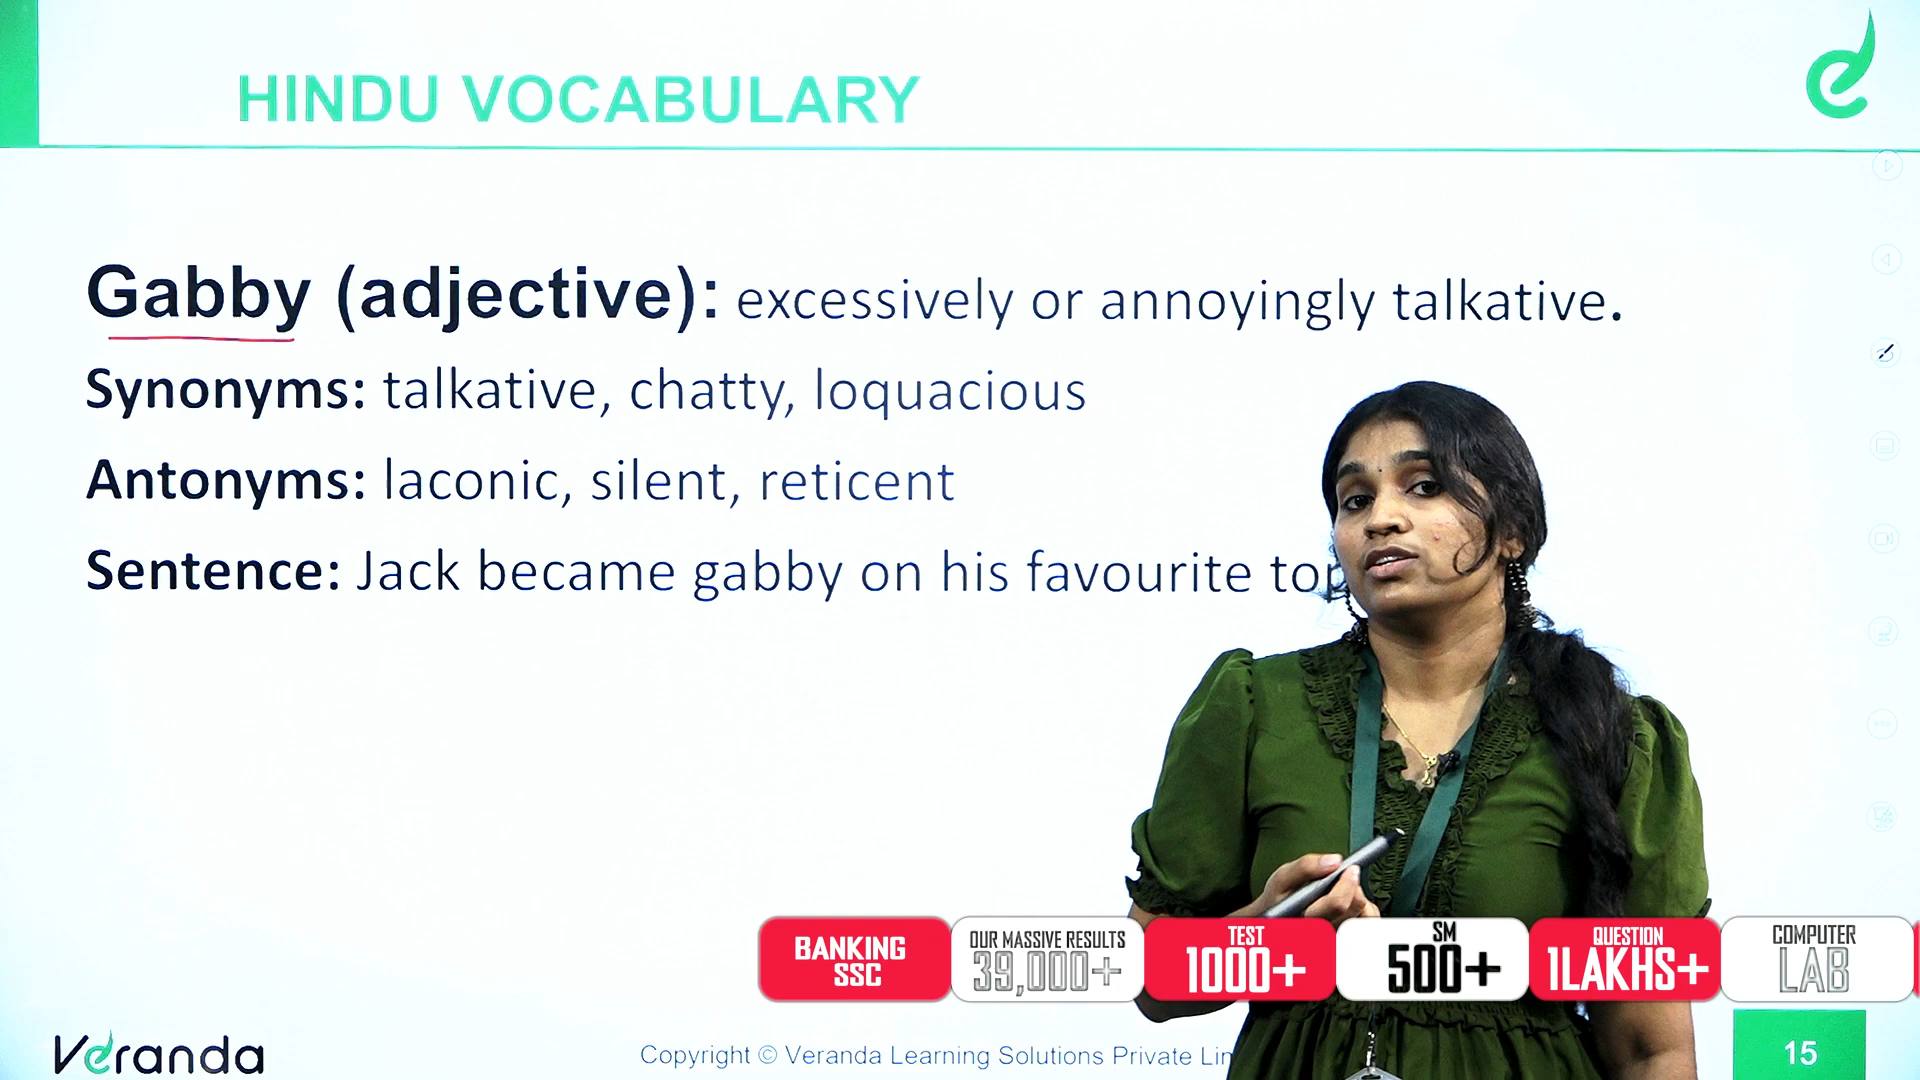 HINDU VOCABULARY
Gabby (adjective): excessively or annoyingly talkative.
Synonyms: talkative, chatty, loquacious
Antonyms: laconic, silent, reticent
Sentence: Jack became gabby on his favourite
BANKING
SSC
OUR MASSIVE RESULTS
39,000+
TEST
1000+
SM
500+
QUESTION
1LAKHS+
COMPUTER
LAB
Veranda
Copyright © Veranda Learning Solutions Private
15